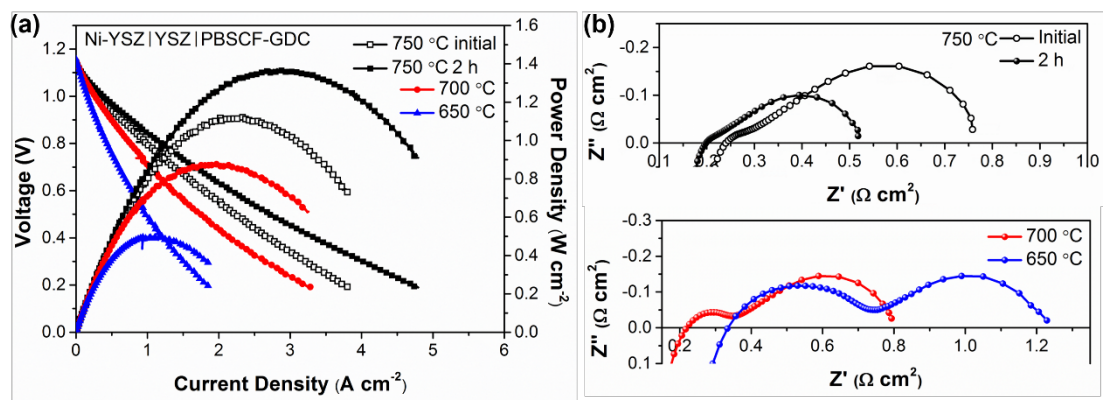 (a)
Ni-YSZ|YSZ|PBSCF-GDC
750 °C initial
750 °C 2 h
700 °C
650 °C
Voltage (V)
1.2
1.0
0.8
0.6
0.4
0.2
0.0
Power Density (W cm-2)
1.6
1.4
1.2
1.0
0.8
0.6
0.4
0.2
0.0
0 1 2 3 4 5 6
Current Density (A cm-2)
(b)
750 °C Initial
2 h
Z'' (Ω cm2)
-0.2
-0.1
0.0
0.1 0.2 0.3 0.4 0.5 0.6 0.7 0.8 0.9 1.0
Z' (Ω cm2)
700 °C
650 °C
Z'' (Ω cm2)
-0.3
-0.2
-0.1
0.0
0.1
0.2 0.4 0.6 0.8 1.0 1.2
Z' (Ω cm2)